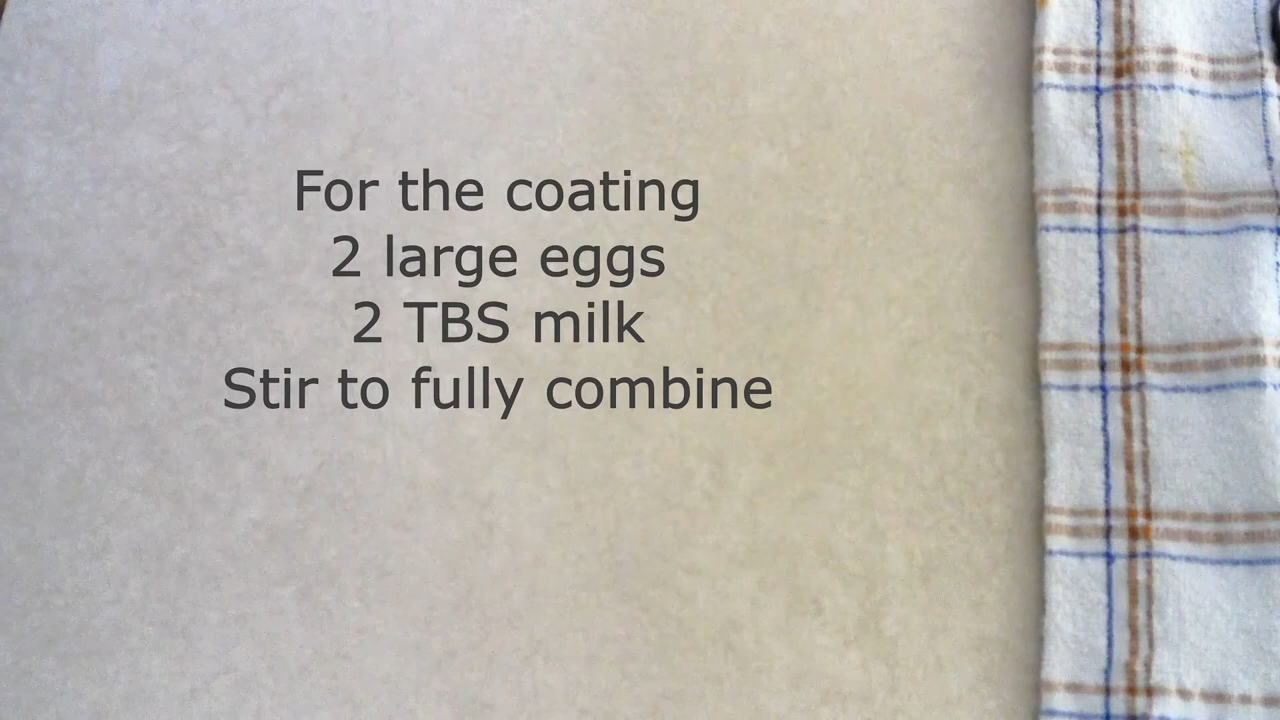 For the coating
2 large eggs
2 TBS milk
Stir to fully combine